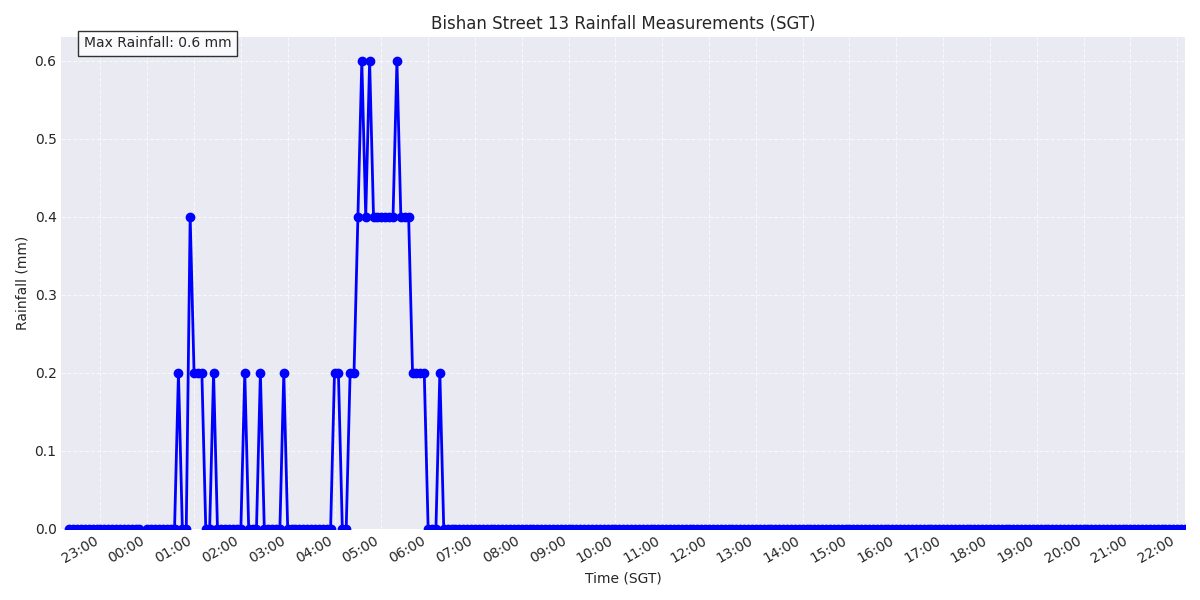 Bishan Street 13 Rainfall Measurements (SGT)
Max Rainfall: 0.6 mm
0.6
0.5
0.4
0.3
0.2
0.1
0.0
Rainfall (mm)
23:00 00:00 01:00 02:00 03:00 04:00 05:00 06:00 07:00 08:00 09:00 10:00 11:00 12:00 13:00 14:00 15:00 16:00 17:00 18:00 19:00 20:00 21:00 22:00
Time (SGT)